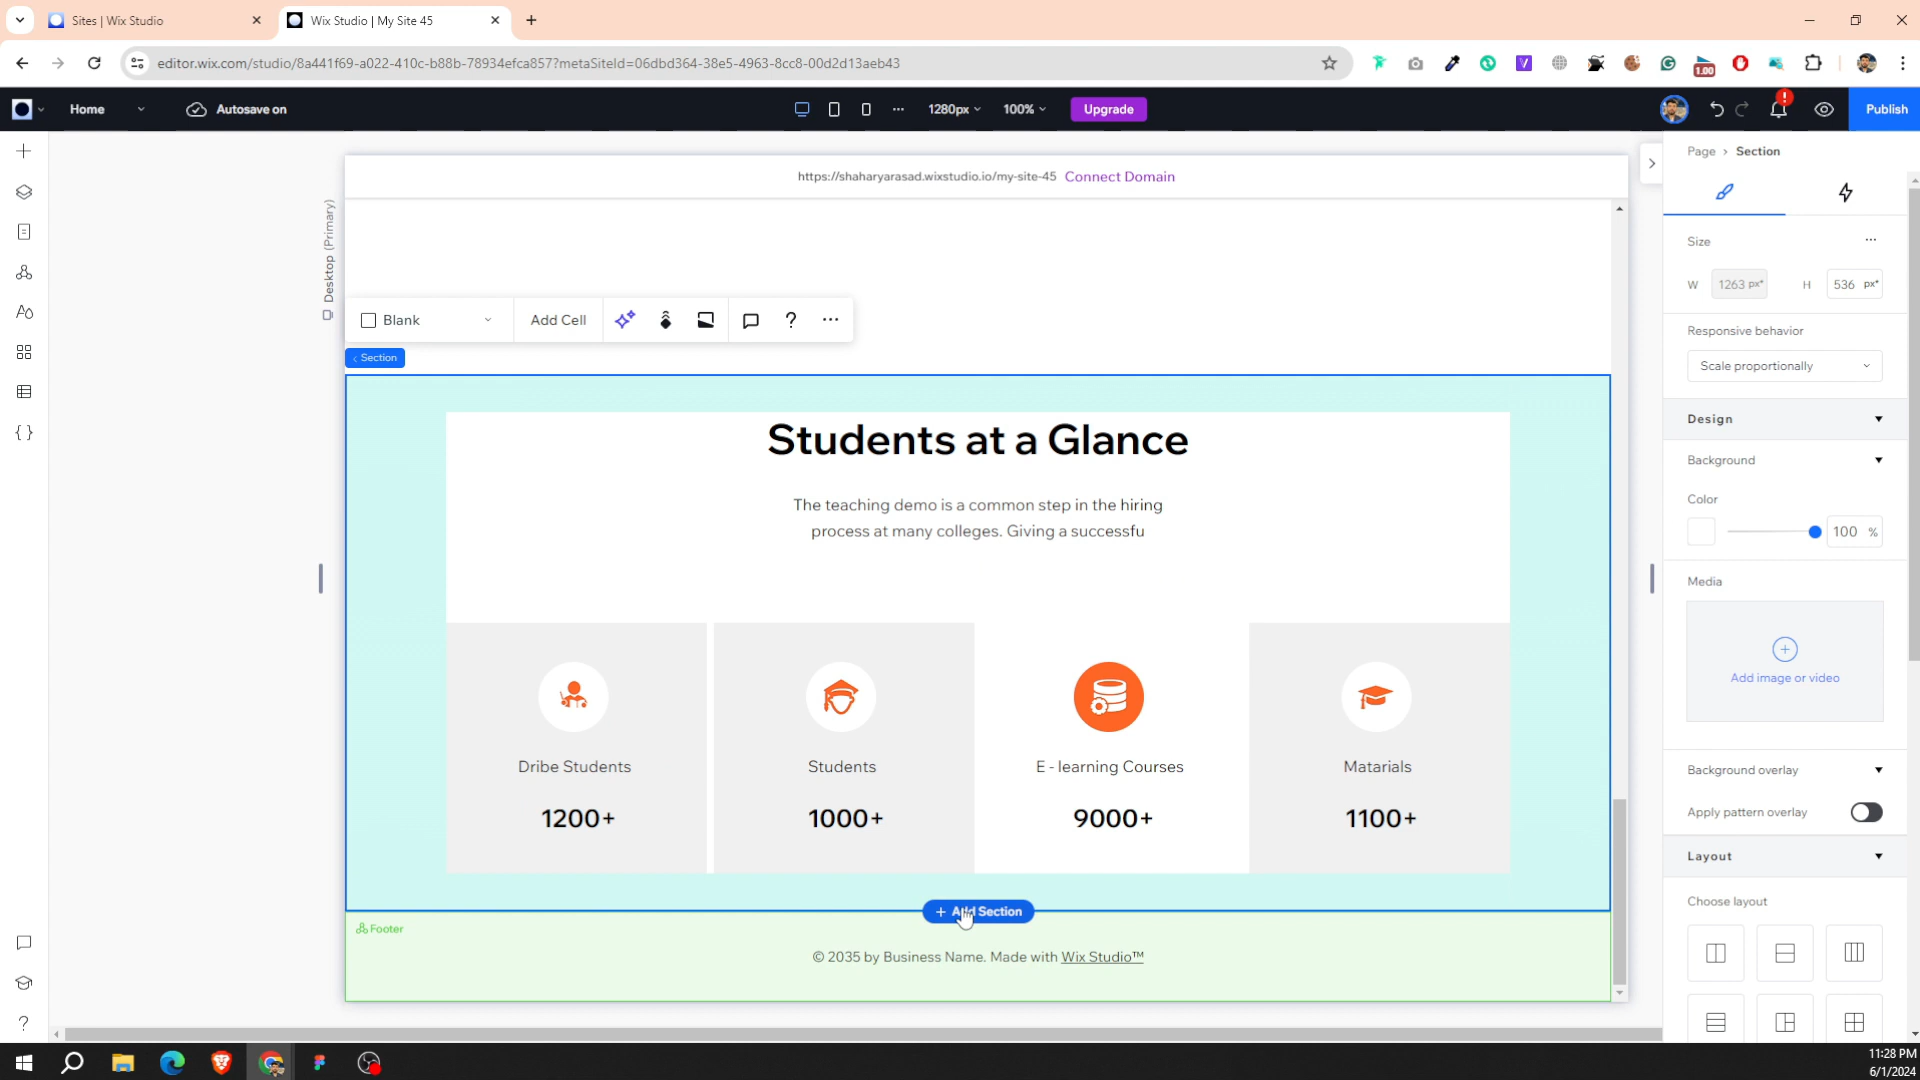 Sites | Wix Studio
Wix Studio | My Site 45
editor.wix.com/studio/8a441f69-a022-410c-b88b-78934efca857?metaSiteId=06dbd364-38e5-4963-8cc8-00d2d13aeb43
1.00
Home
Autosave on
1280px
100%
Upgrade
Publish
Page > Section
https://shaharyarasad.wixstudio.io/my-site-45 Connect Domain
Desktop (Primary)
Size
W 1263 px* H 536 px*
Blank
Add Cell
Responsive behavior
Section
Scale proportionally
Design
Students at a Glance
Background
Color
The teaching demo is a common step in the hiring
process at many colleges. Giving a successfu
100 %
Media
Add image or video
Dribe Students
Students
E - learning Courses
Matarials
Background overlay
1200+
1000+
9000+
1100+
Apply pattern overlay
Layout
Choose layout
+ Add Section
Footer
© 2035 by Business Name. Made with Wix Studio™
11:28 PM
6/1/2024